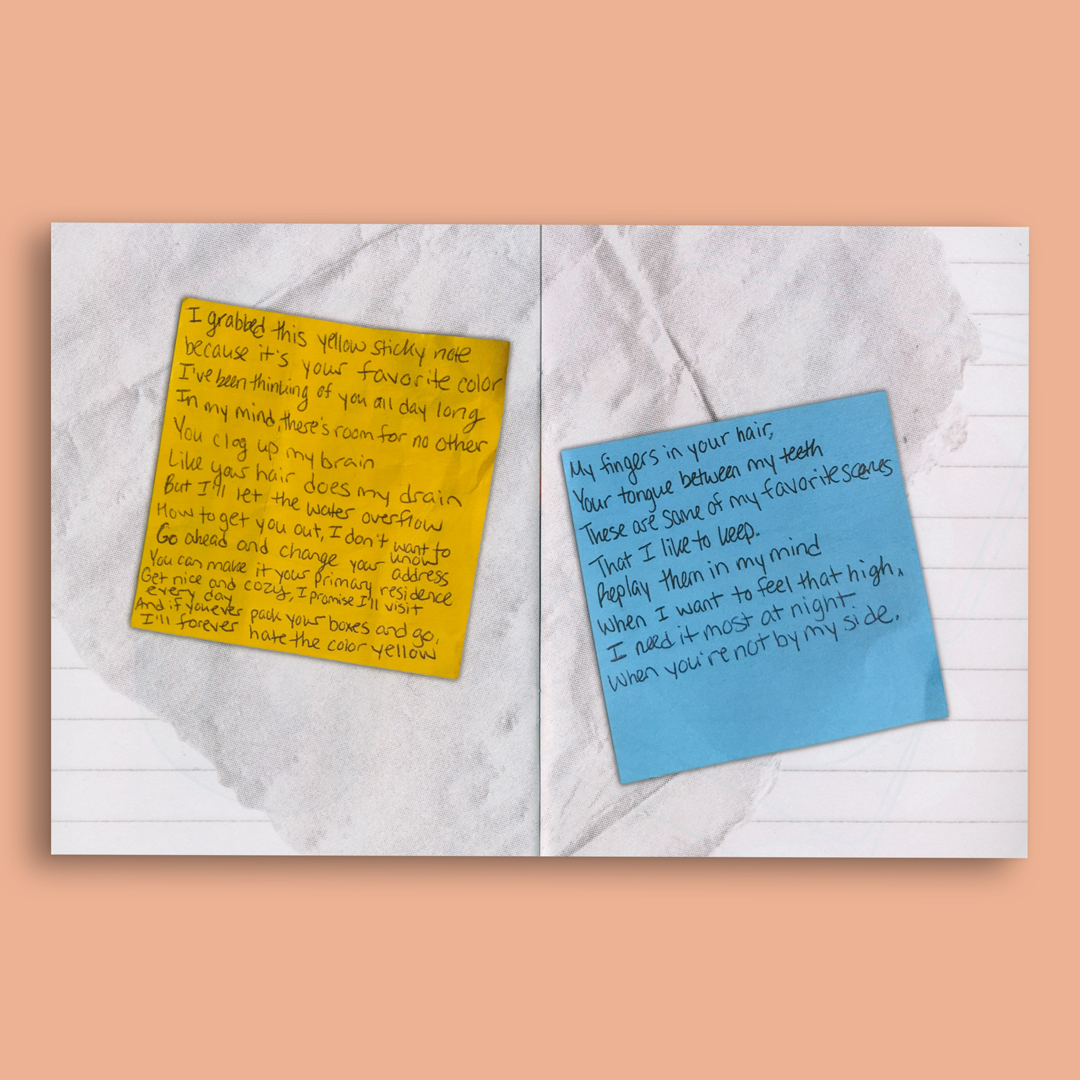 I grabbed this yellow sticky note
because it's your favorite color
I've been thinking of you all day long
In my mind, there's room for no other
You clog up my brain
Like your hair does my drain
But I'll let the water overflow
How to get you out, I don't want to know
Go ahead and change your address
You can make it your primary residence
Get nice and cozy, I promise I'll visit every day
And if you ever pack your boxes and go,
I'll forever hate the color yellow
My fingers in your hair,
Your tongue between my teeth
These are some of my favorite scenes
That I like to keep.
Replay them in my mind
When I want to feel that high,
I need it most at night.
When you're not by my side.